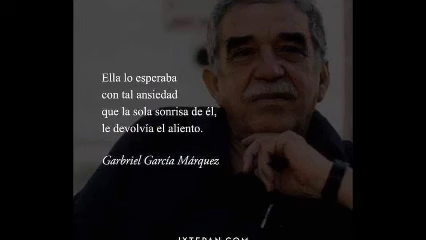 Ella lo esperaba
con tal ansiedad
que la sola sonrisa de él,
le devolvía el aliento.
Garbriel García Márquez
IXTEPAN.COM